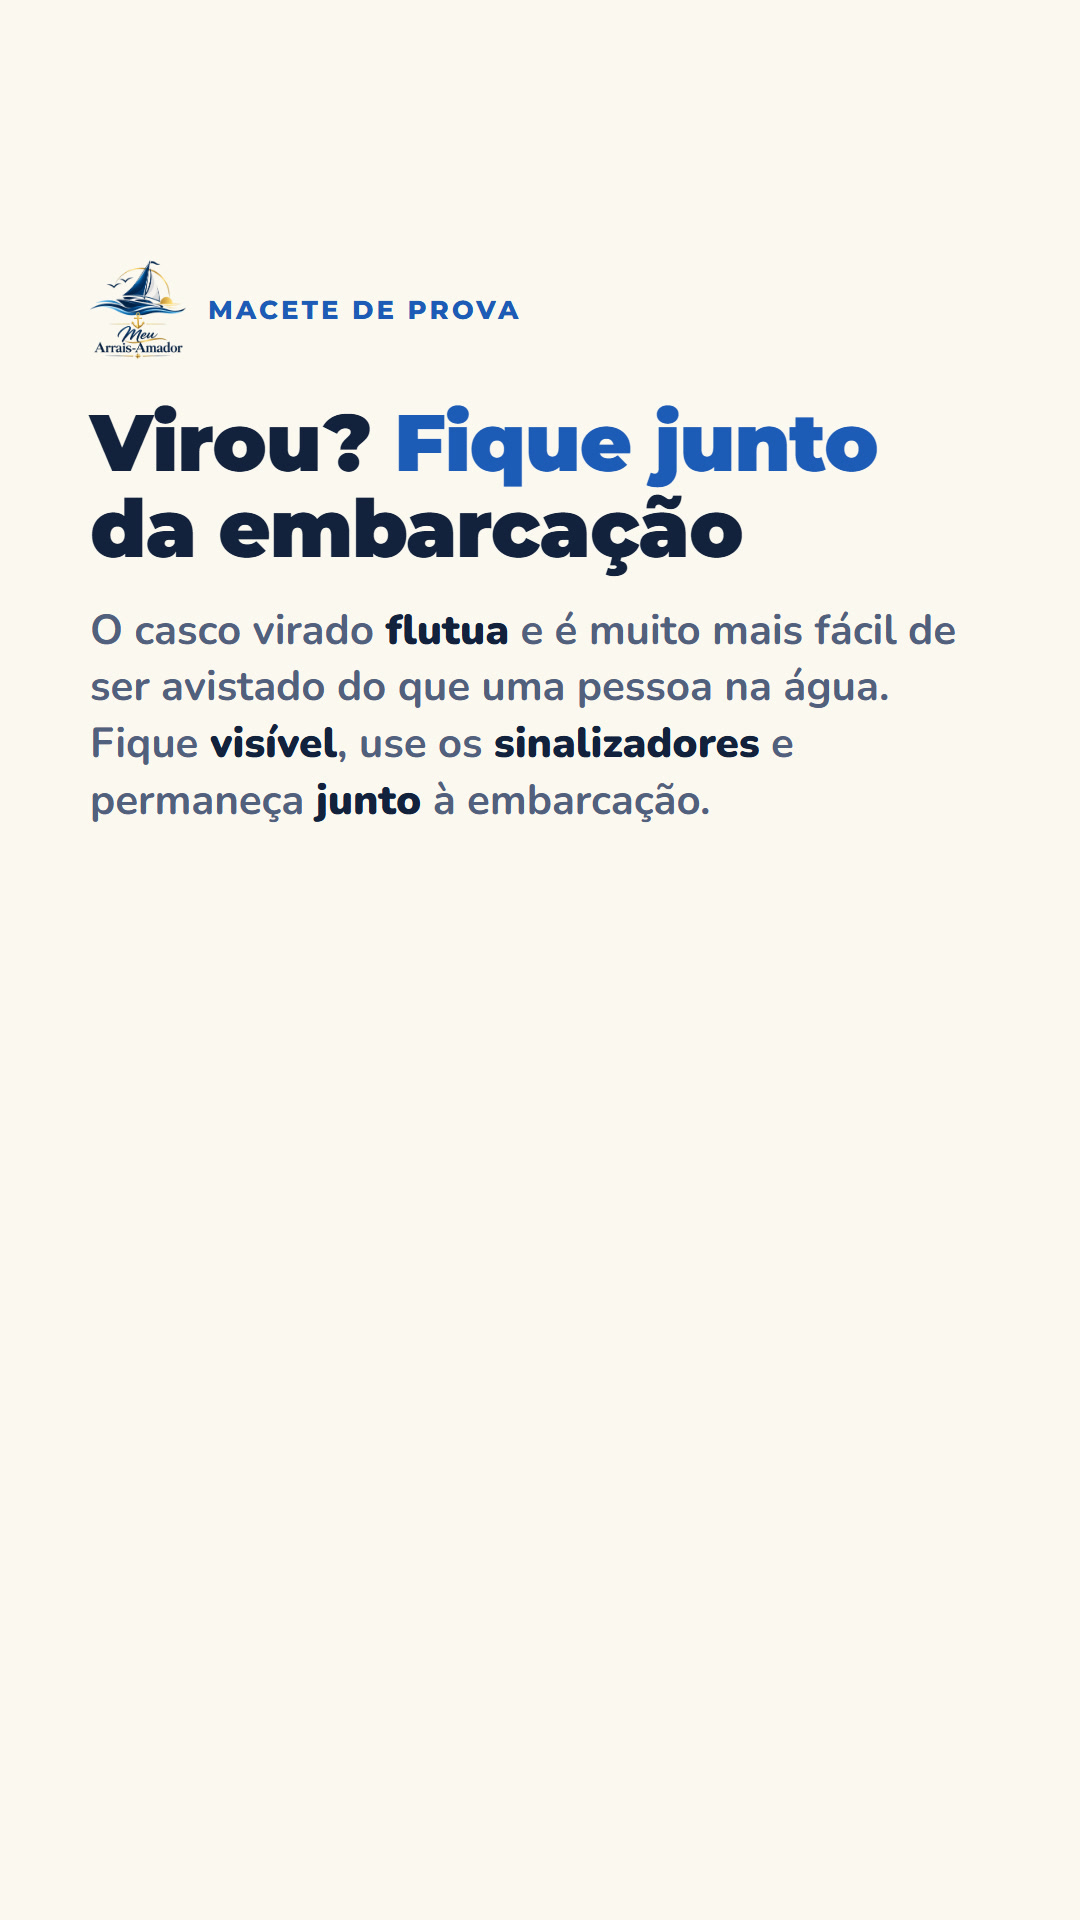 Meu
Arrais-Amador
MACETE DE PROVA
Virou? Fique junto
da embarcação
O casco virado flutua e é muito mais fácil de
ser avistado do que uma pessoa na água.
Fique visível, use os sinalizadores e
permaneça junto à embarcação.